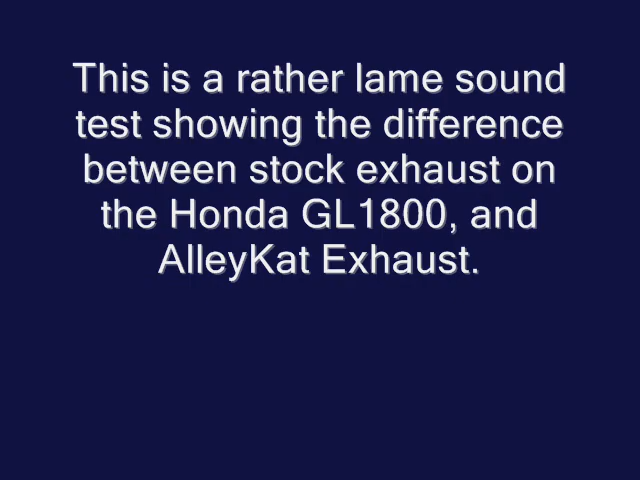 This is a rather lame sound
test showing the difference
between stock exhaust on
the Honda GL1800, and
AlleyKat Exhaust.